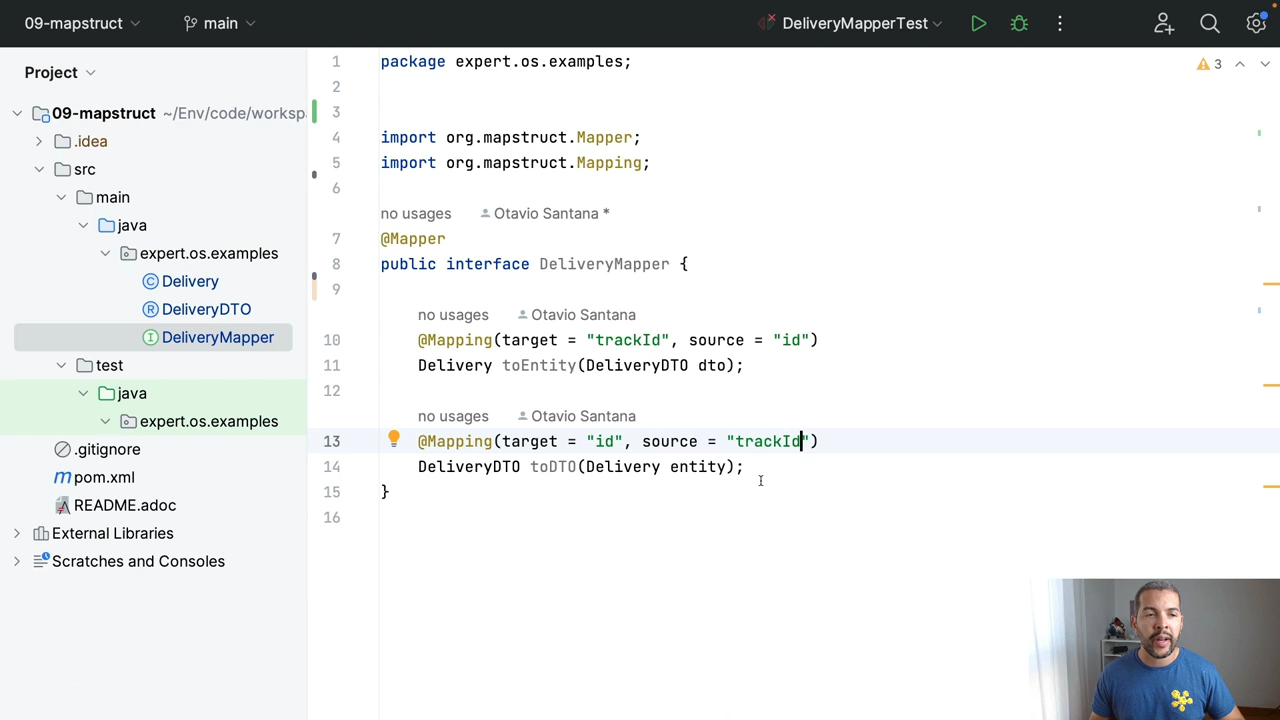 09-mapstruct
main
DeliveryMapperTest
Project
09-mapstruct ~/Env/code/worksp
.idea
src
main
java
expert.os.examples
Delivery
DeliveryDTO
DeliveryMapper
test
java
expert.os.examples
.gitignore
pom.xml
README.adoc
External Libraries
Scratches and Consoles
3
1 package expert.os.examples;
2
3
4 import org.mapstruct.Mapper;
5 import org.mapstruct.Mapping;
6
no usages Otavio Santana *
7 @Mapper
8 public interface DeliveryMapper {
9
no usages Otavio Santana
10 @Mapping(target = "trackId", source = "id")
11 Delivery toEntity(DeliveryDTO dto);
12
no usages Otavio Santana
13 @Mapping(target = "id", source = "trackId")
14 DeliveryDTO toDTO(Delivery entity);
15 }
16